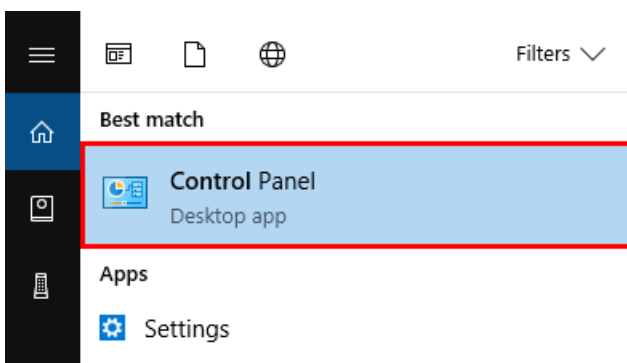 Filters
Best match
Control Panel
Desktop app
Apps
Settings